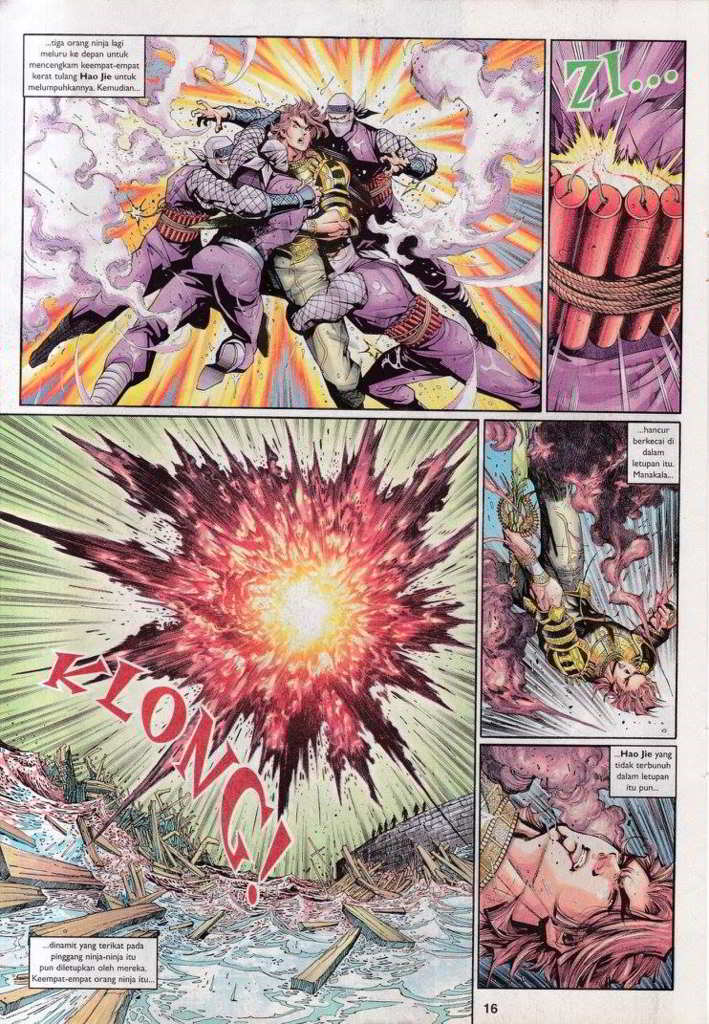 ...tiga orang ninja lagi
meluru ke depan untuk
mencengkam keempat-empat
kerat tulang Hao Jie untuk
melumpuhkannya. Kemudian...
ZI...
KLONG!
...dinamit yang terikat pada
pinggang ninja-ninja itu
pun diletupkan oleh mereka.
Keempat-empat orang ninja itu...
...hancur
berkecai di
dalam
letupan itu.
Manakala...
...Hao Jie yang
tidak terbunuh
dalam letupan
itu pun...
16